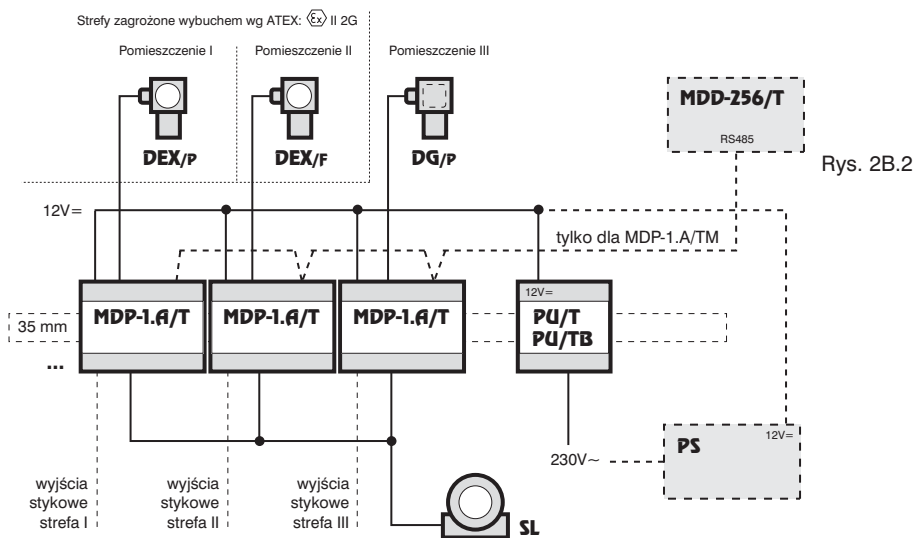 Strefy zagrożone wybuchem wg ATEX: Ex II 2G
Pomieszczenie I
Pomieszczenie II
Pomieszczenie III
DEX/P
DEX/F
DG/P
MDD-256/T
RS485
Rys. 2B.2
12V=
tylko dla MDP-1.A/TM
35 mm
MDP-1.A/T
MDP-1.A/T
MDP-1.A/T
12V=
PU/T
PU/TB
...
230V~
PS
12V=
wyjścia
stykowe
strefa I
wyjścia
stykowe
strefa II
wyjścia
stykowe
strefa III
SL